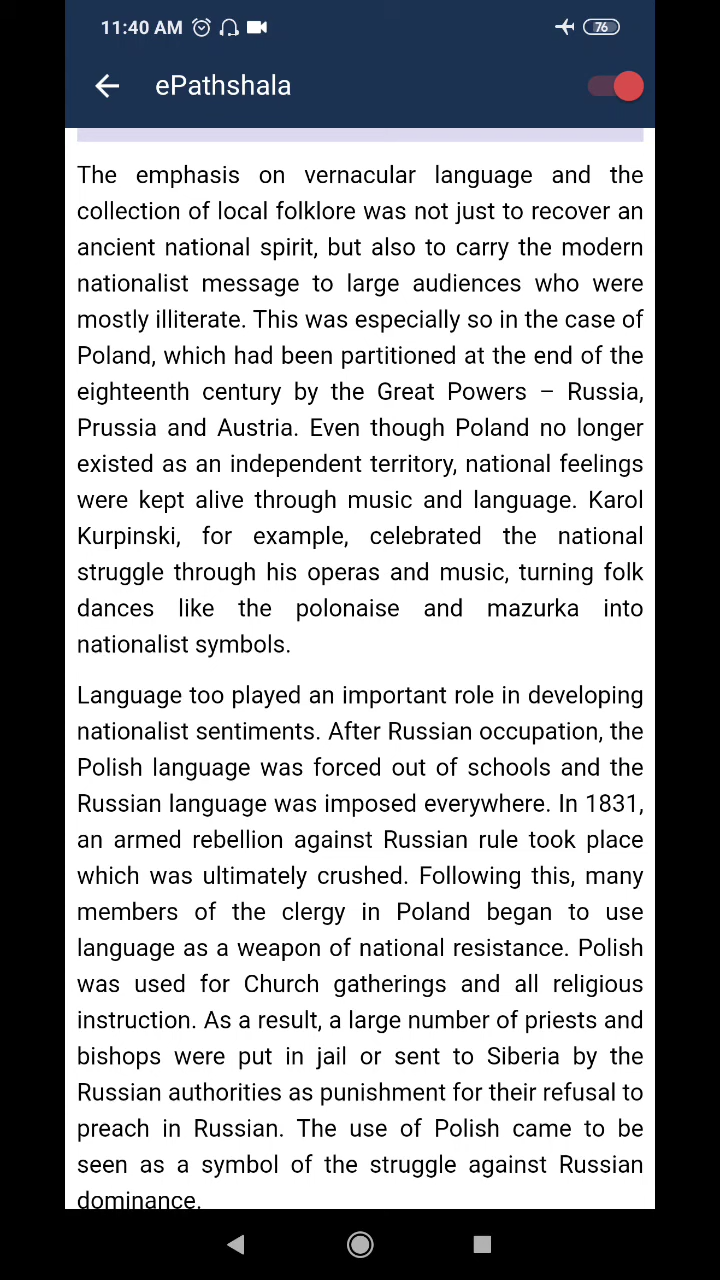 11:40 AM
76
ePathshala
The emphasis on vernacular language and the
collection of local folklore was not just to recover an
ancient national spirit, but also to carry the modern
nationalist message to large audiences who were
mostly illiterate. This was especially so in the case of
Poland, which had been partitioned at the end of the
eighteenth century by the Great Powers – Russia,
Prussia and Austria. Even though Poland no longer
existed as an independent territory, national feelings
were kept alive through music and language. Karol
Kurpinski, for example, celebrated the national
struggle through his operas and music, turning folk
dances like the polonaise and mazurka into
nationalist symbols.
Language too played an important role in developing
nationalist sentiments. After Russian occupation, the
Polish language was forced out of schools and the
Russian language was imposed everywhere. In 1831,
an armed rebellion against Russian rule took place
which was ultimately crushed. Following this, many
members of the clergy in Poland began to use
language as a weapon of national resistance. Polish
was used for Church gatherings and all religious
instruction. As a result, a large number of priests and
bishops were put in jail or sent to Siberia by the
Russian authorities as punishment for their refusal to
preach in Russian. The use of Polish came to be
seen as a symbol of the struggle against Russian
dominance.